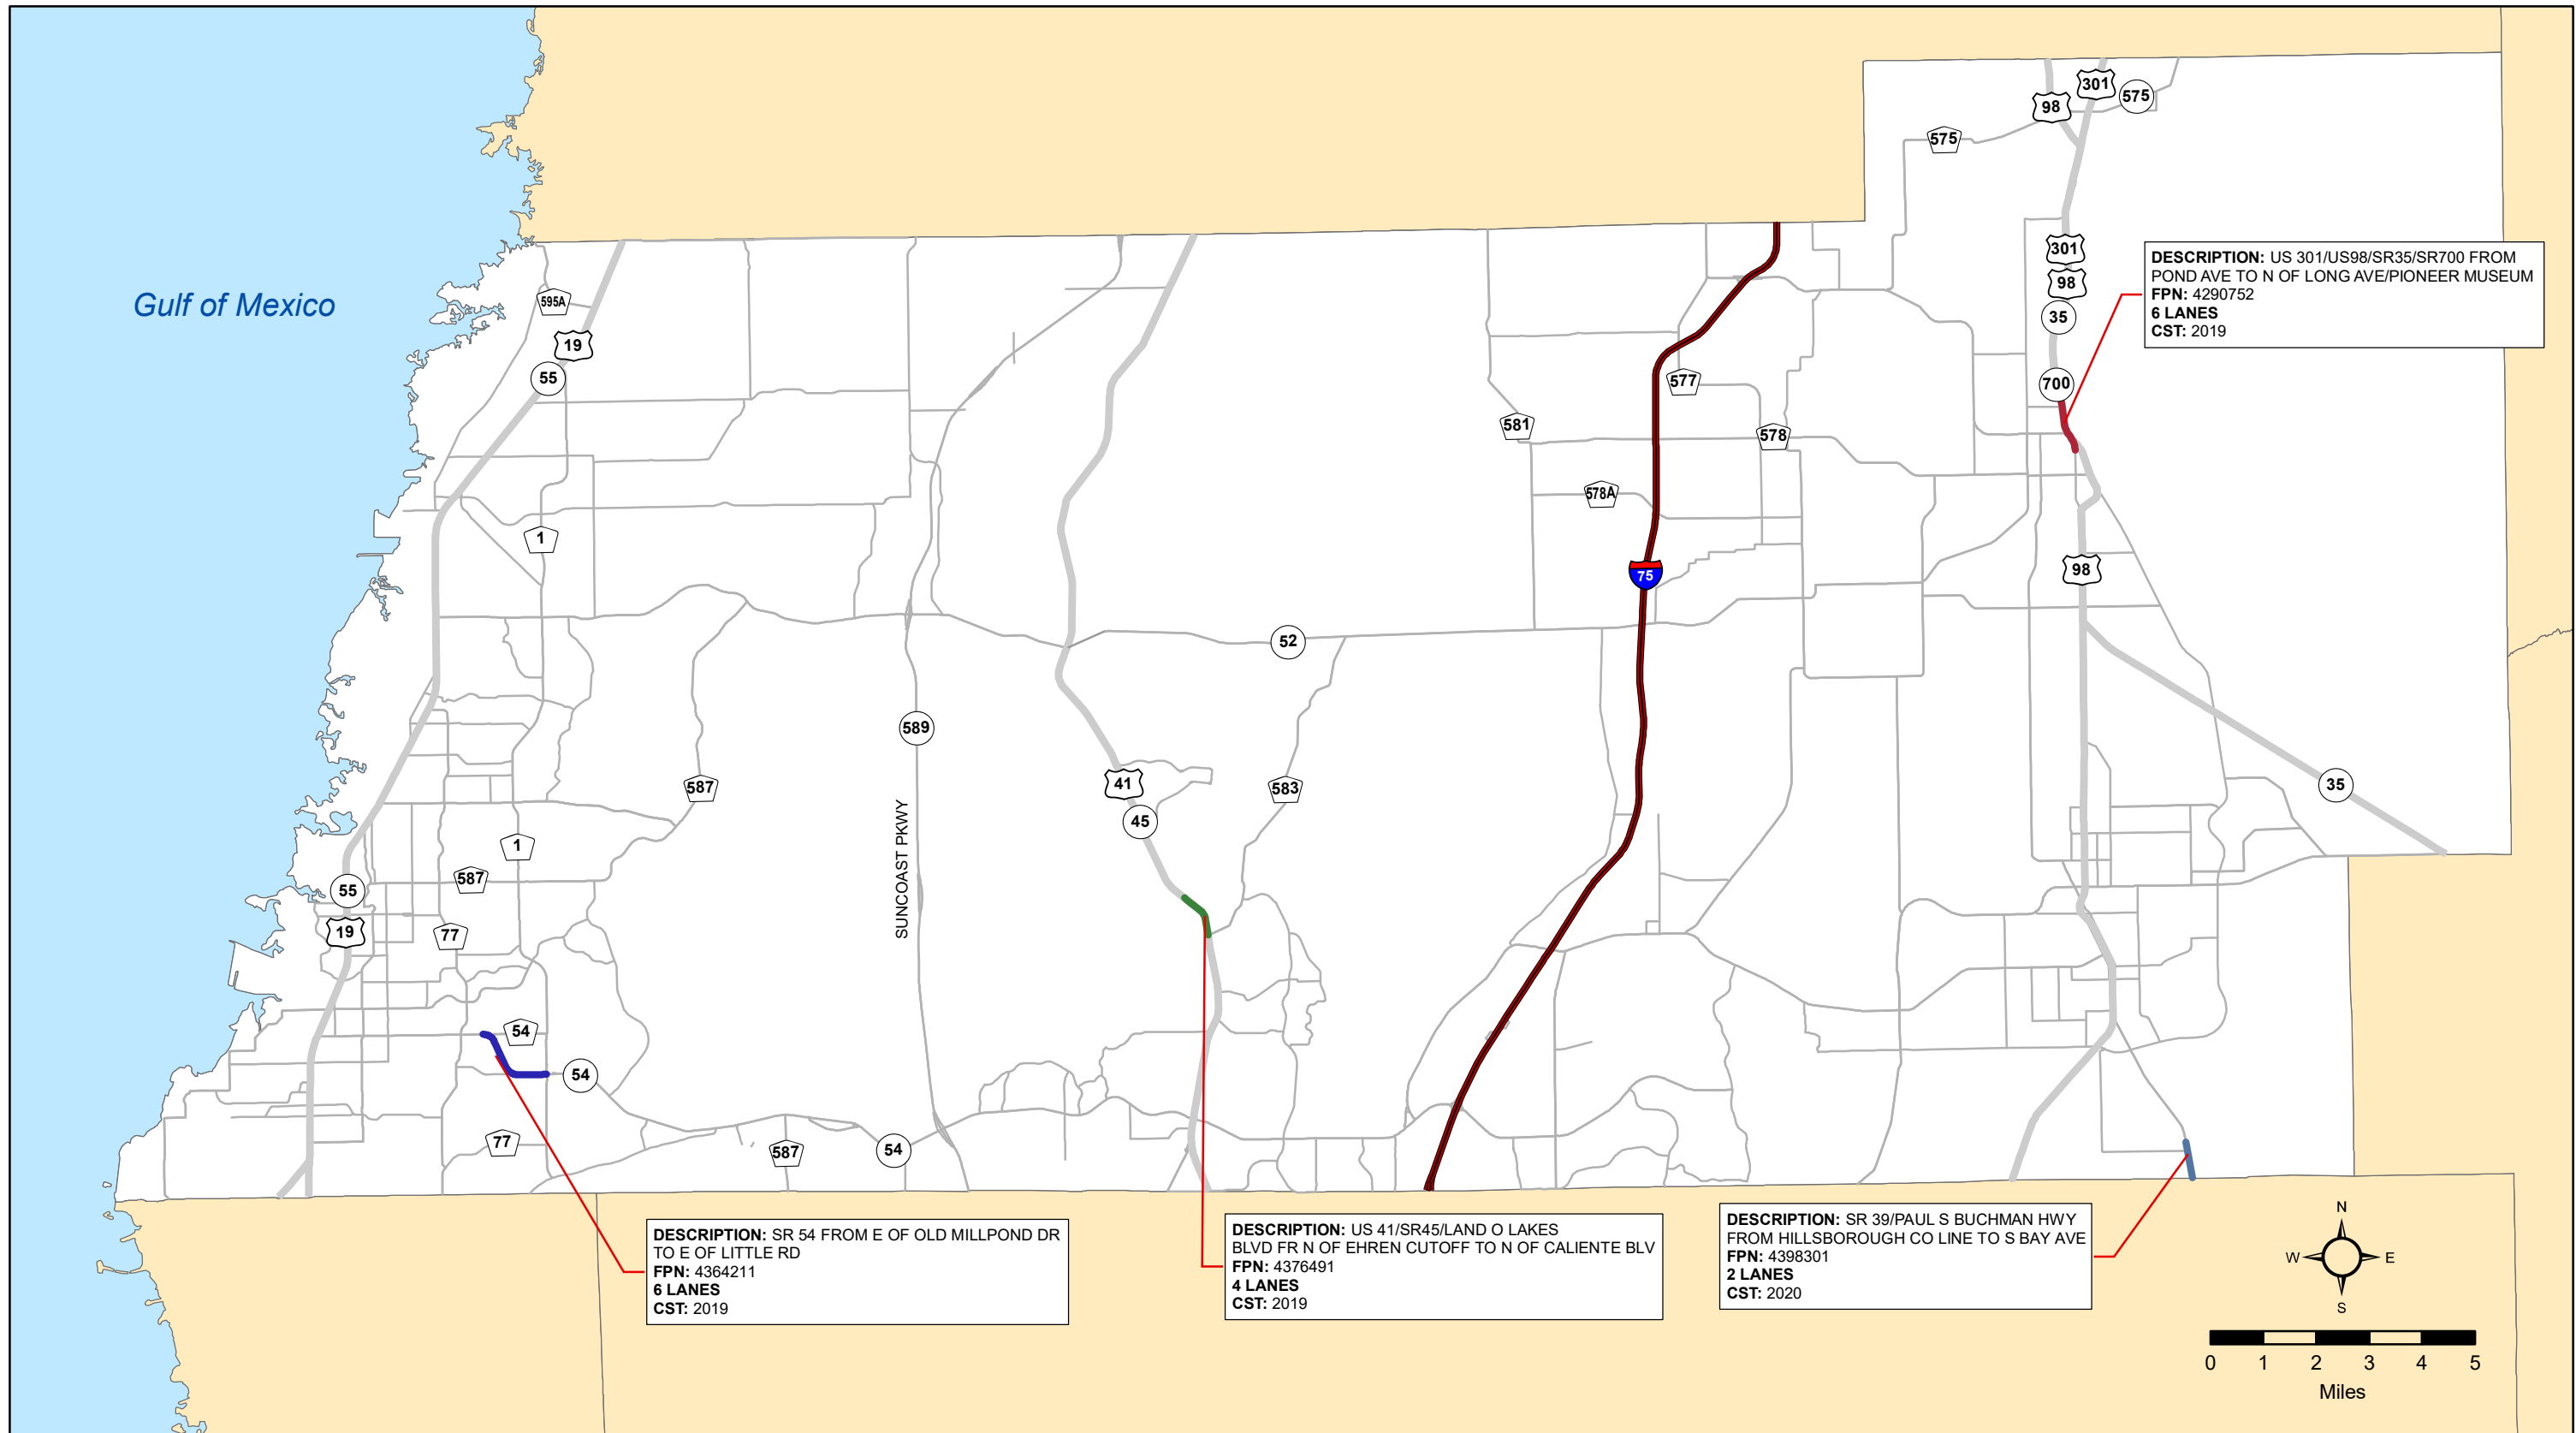 301
98
575
575
301
98
35
700
DESCRIPTION: US 301/US98/SR35/SR700 FROM
POND AVE TO N OF LONG AVE/PIONEER MUSEUM
FPN: 4290752
6 LANES
CST: 2019
Gulf of Mexico
595A
19
55
577
581
578
578A
1
75
98
52
589
587
41
583
35
45
SUNCOAST PKWY
1
587
55
19
77
54
54
77
587
54
DESCRIPTION: SR 54 FROM E OF OLD MILLPOND DR
TO E OF LITTLE RD
FPN: 4364211
6 LANES
CST: 2019
DESCRIPTION: US 41/SR45/LAND O LAKES
BLVD FR N OF EHREN CUTOFF TO N OF CALIENTE BLV
FPN: 4376491
4 LANES
CST: 2019
DESCRIPTION: SR 39/PAUL S BUCHMAN HWY
FROM HILLSBOROUGH CO LINE TO S BAY AVE
FPN: 4398301
2 LANES
CST: 2020
N
W E
S
0 1 2 3 4 5
Miles